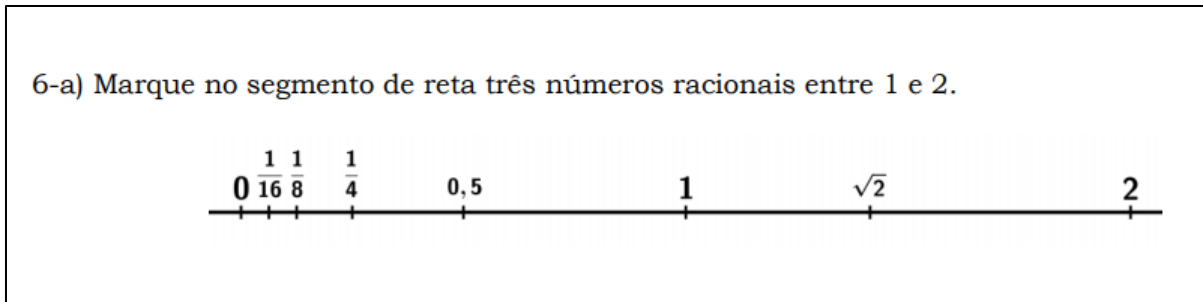 6-a) Marque no segmento de reta três números racionais entre 1 e 2.
0 1/16 1/8 1/4 0,5 1 √2 2